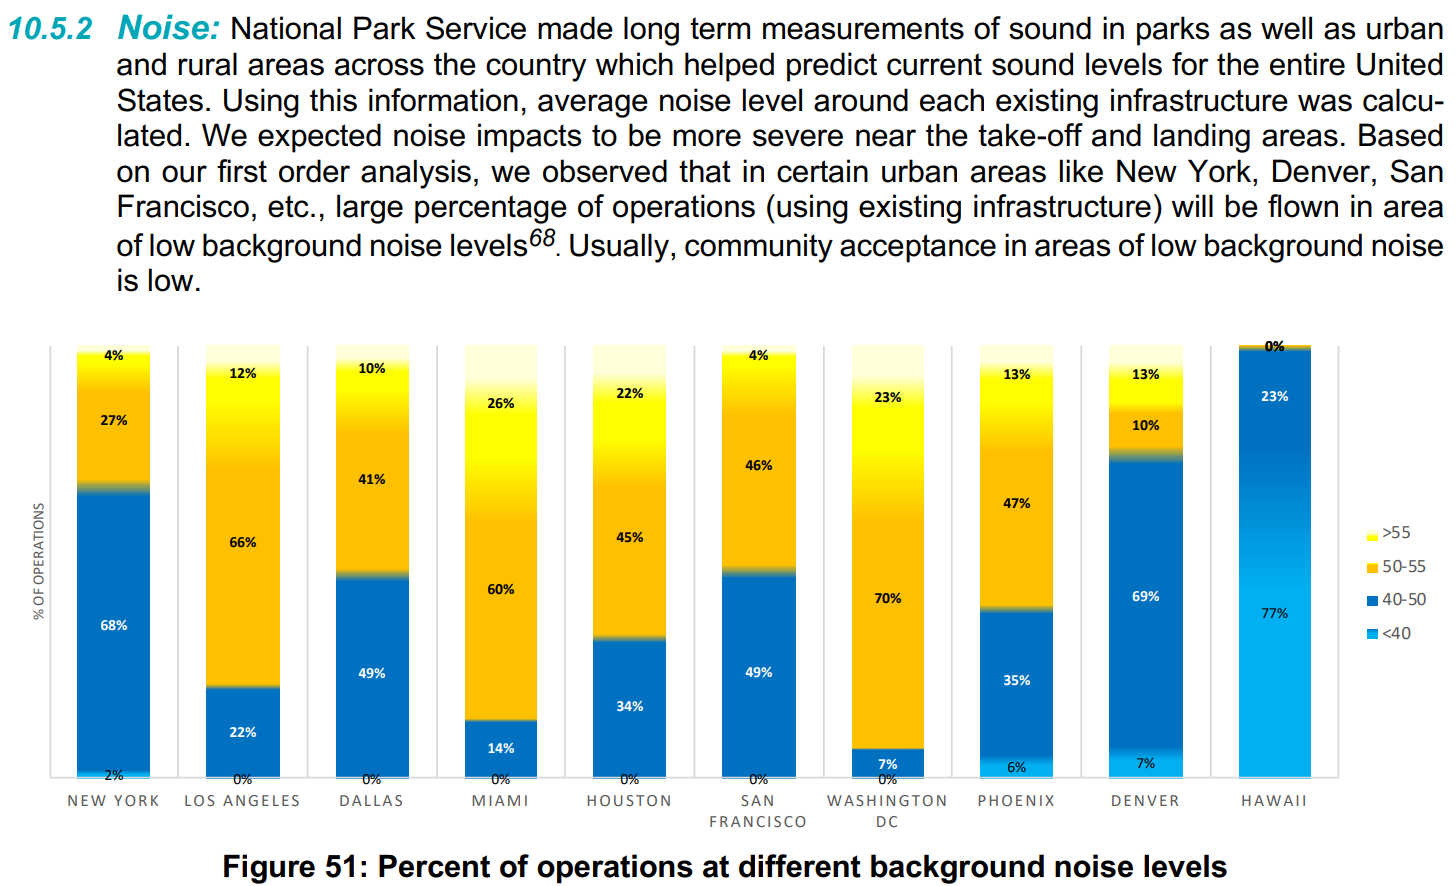 10.5.2 Noise: National Park Service made long term measurements of sound in parks as well as urban
and rural areas across the country which helped predict current sound levels for the entire United
States. Using this information, average noise level around each existing infrastructure was calcu-
lated. We expected noise impacts to be more severe near the take-off and landing areas. Based
on our first order analysis, we observed that in certain urban areas like New York, Denver, San
Francisco, etc., large percentage of operations (using existing infrastructure) will be flown in area
of low background noise levels68. Usually, community acceptance in areas of low background noise
is low.
% OF OPERATIONS
4%
27%
68%
2%
12%
66%
22%
0%
10%
41%
49%
0%
26%
60%
14%
0%
22%
45%
34%
0%
4%
46%
49%
0%
23%
70%
7%
0%
13%
47%
35%
6%
13%
10%
69%
7%
0%
23%
77%
>55
50-55
40-50
<40
NEW YORK
LOS ANGELES
DALLAS
MIAMI
HOUSTON
SAN
FRANCISCO
WASHINGTON
DC
PHOENIX
DENVER
HAWAII
Figure 51: Percent of operations at different background noise levels